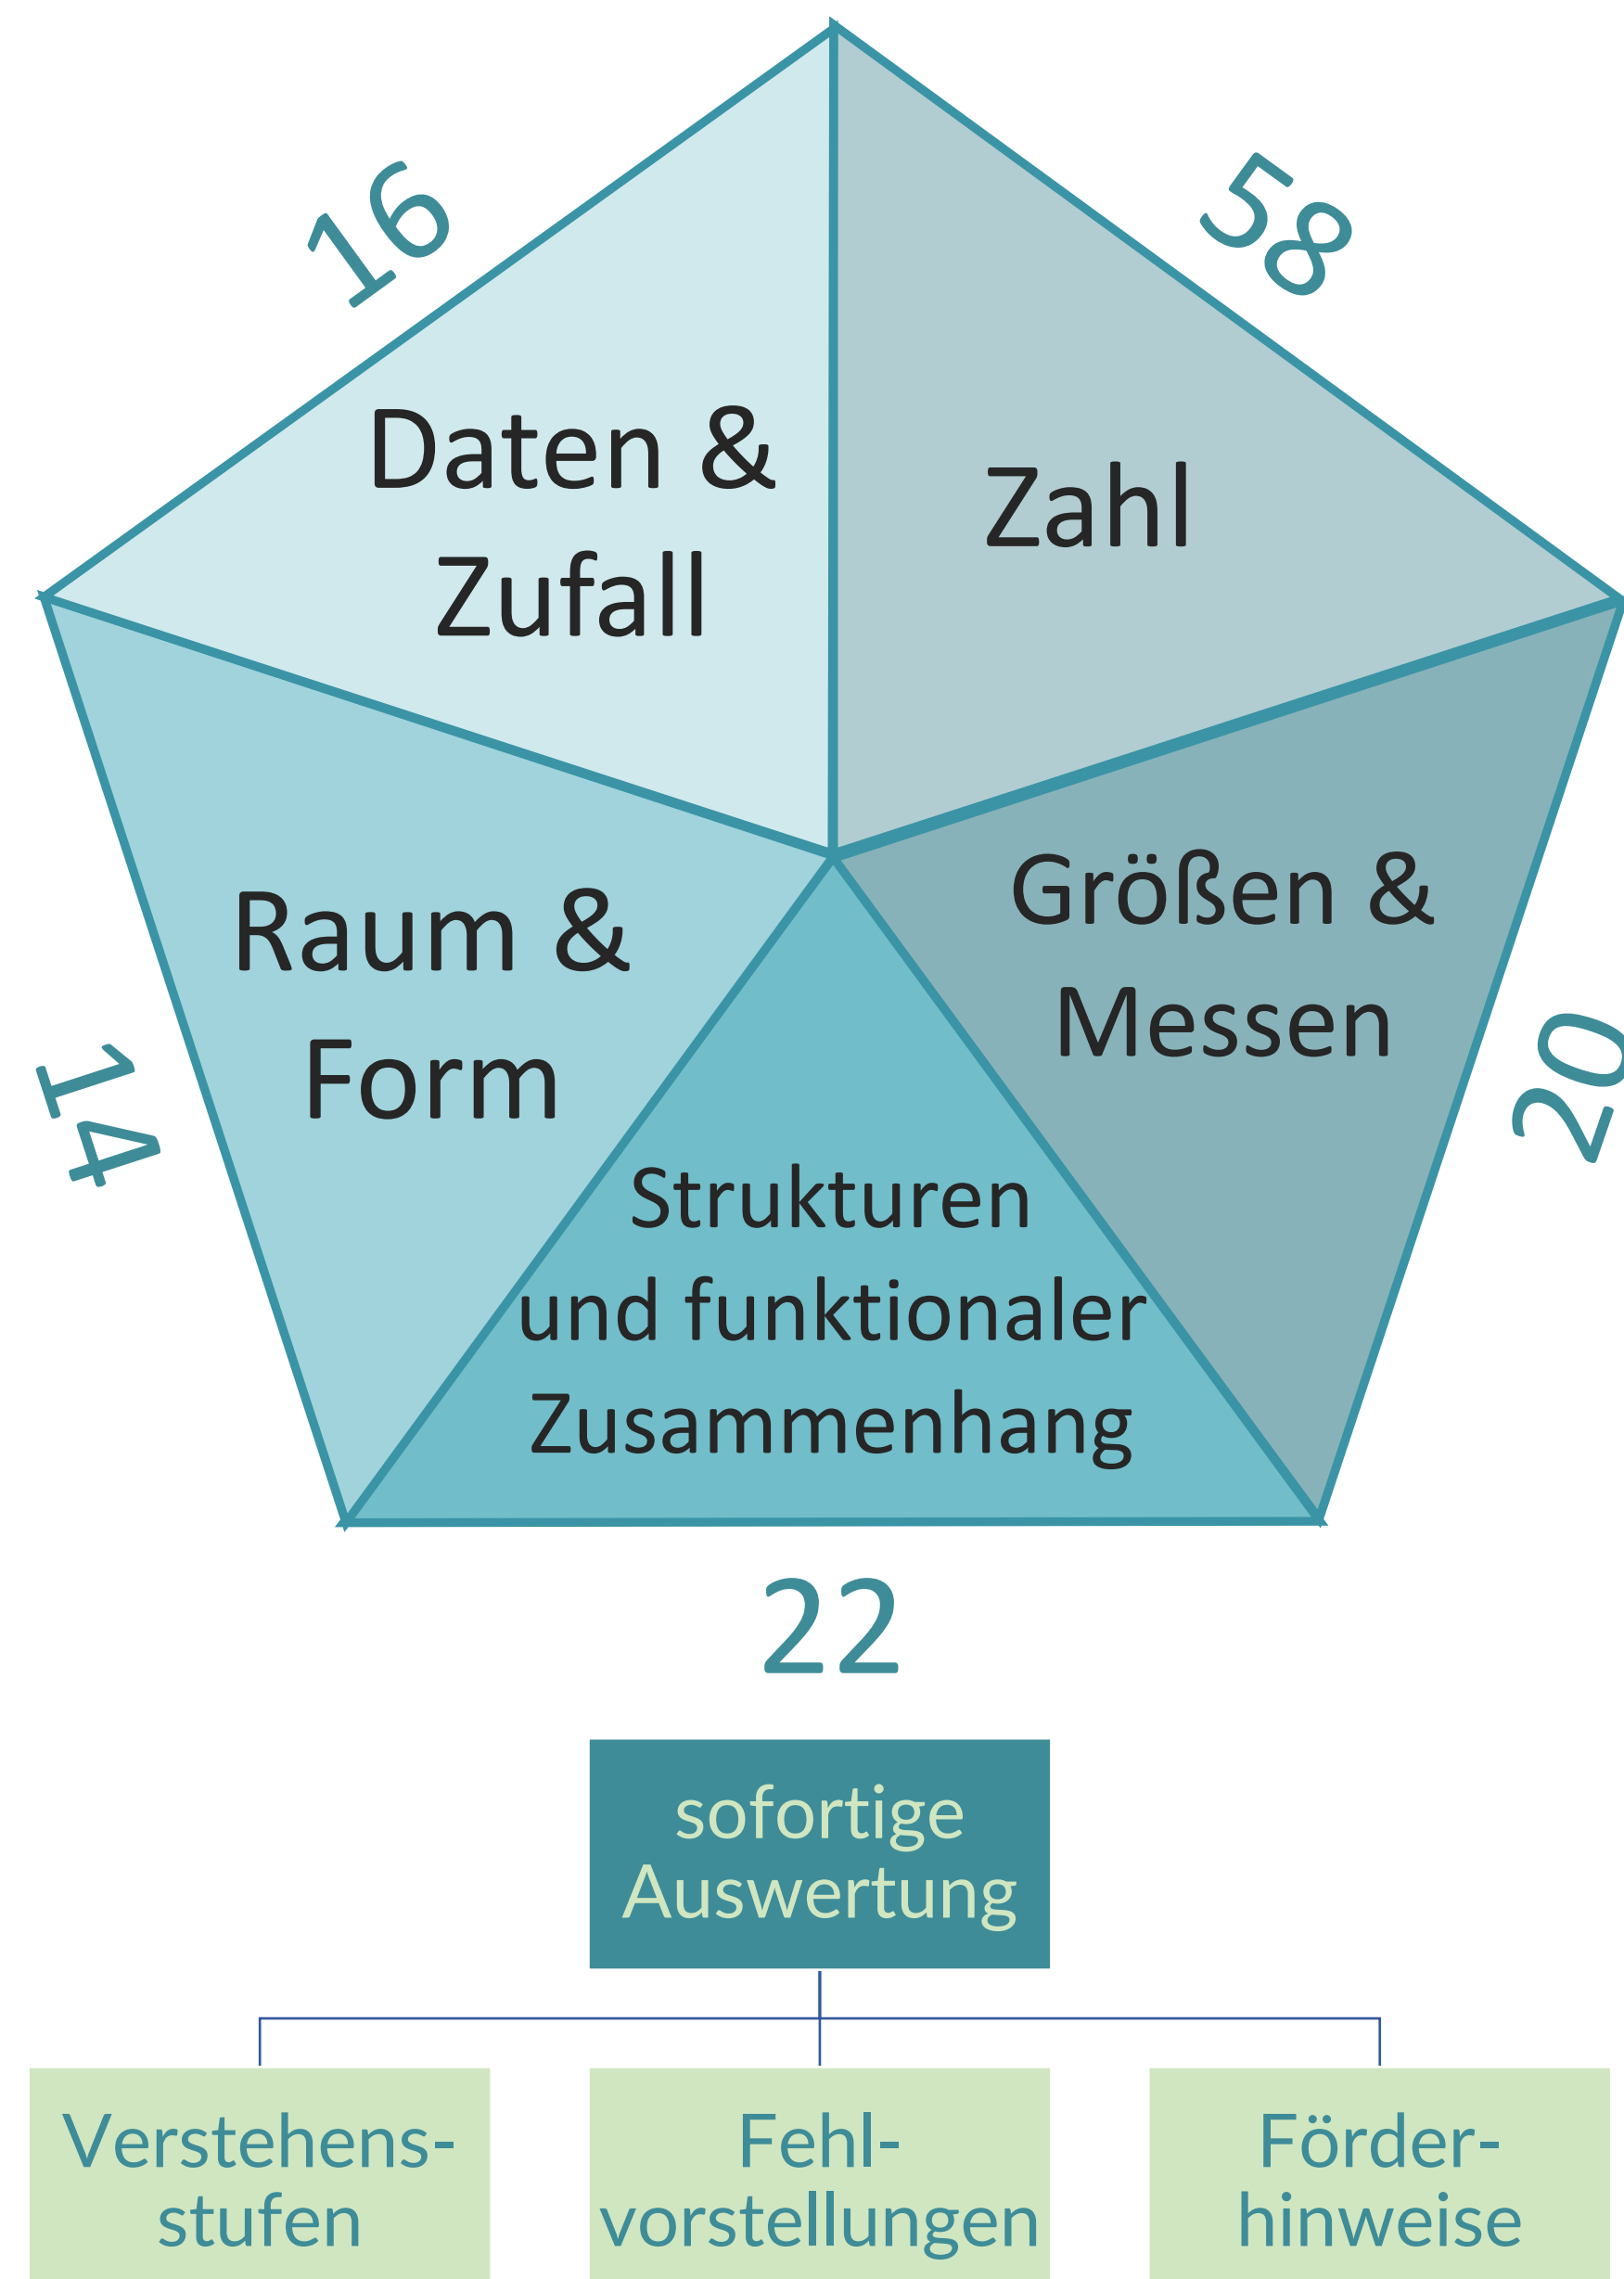 16
58
Daten &
Zufall
Zahl
Raum &
Form
Größen &
Messen
14
20
Strukturen
und funktionaler
Zusammenhang
22
sofortige
Auswertung
Verstehens-
stufen
Fehl-
vorstellungen
Förder-
hinweise